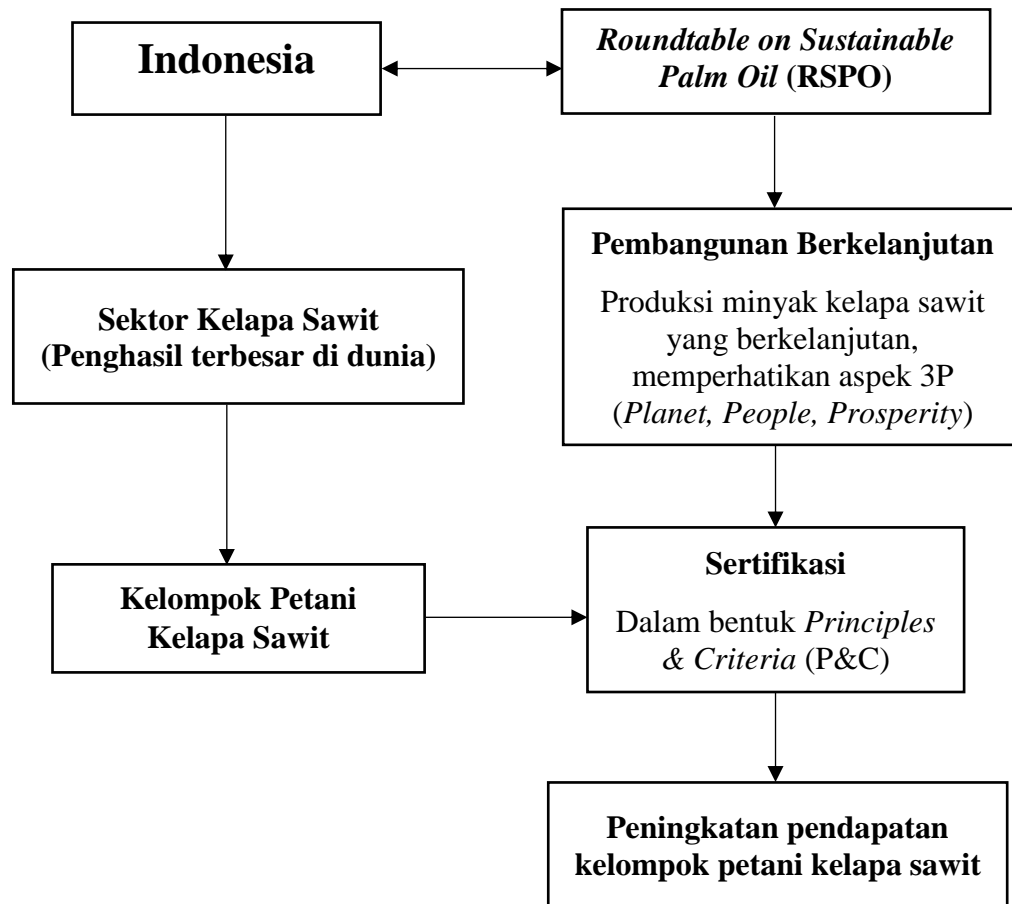 Indonesia
Roundtable on Sustainable
Palm Oil (RSPO)
Pembangunan Berkelanjutan
Produksi minyak kelapa sawit
yang berkelanjutan,
memperhatikan aspek 3P
(Planet, People, Prosperity)
Sektor Kelapa Sawit
(Penghasil terbesar di dunia)
Sertifikasi
Dalam bentuk Principles
& Criteria (P&C)
Kelompok Petani
Kelapa Sawit
Peningkatan pendapatan
kelompok petani kelapa sawit